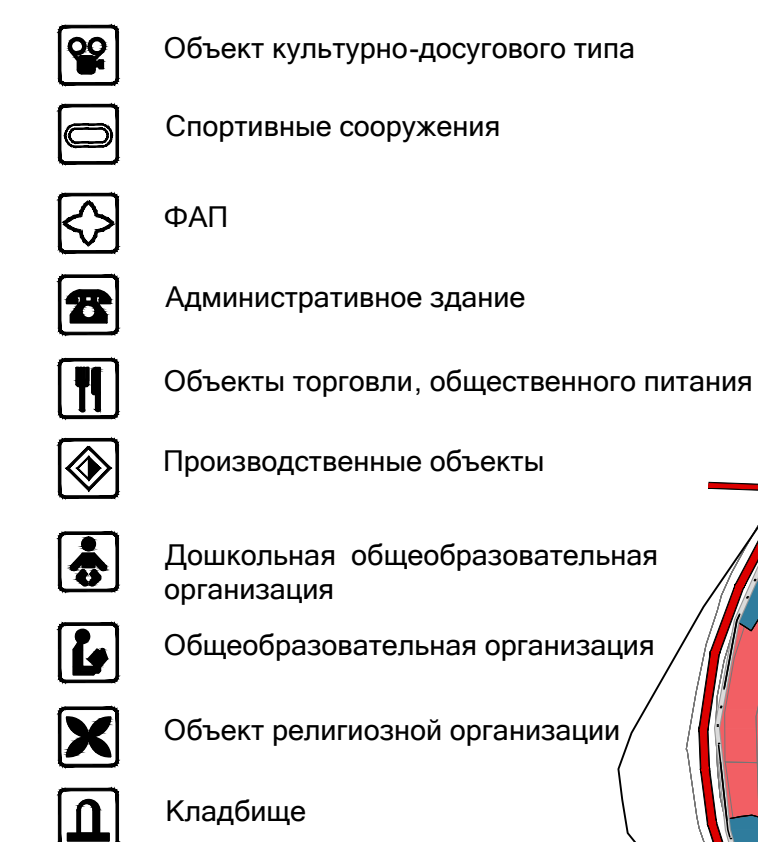 Объект культурно-досугового типа
Спортивные сооружения
ФАП
Административное здание
Объекты торговли, общественного питания
Производственные объекты
Дошкольная общеобразовательная
организация
Общеобразовательная организация
Объект религиозной организации
Кладбище